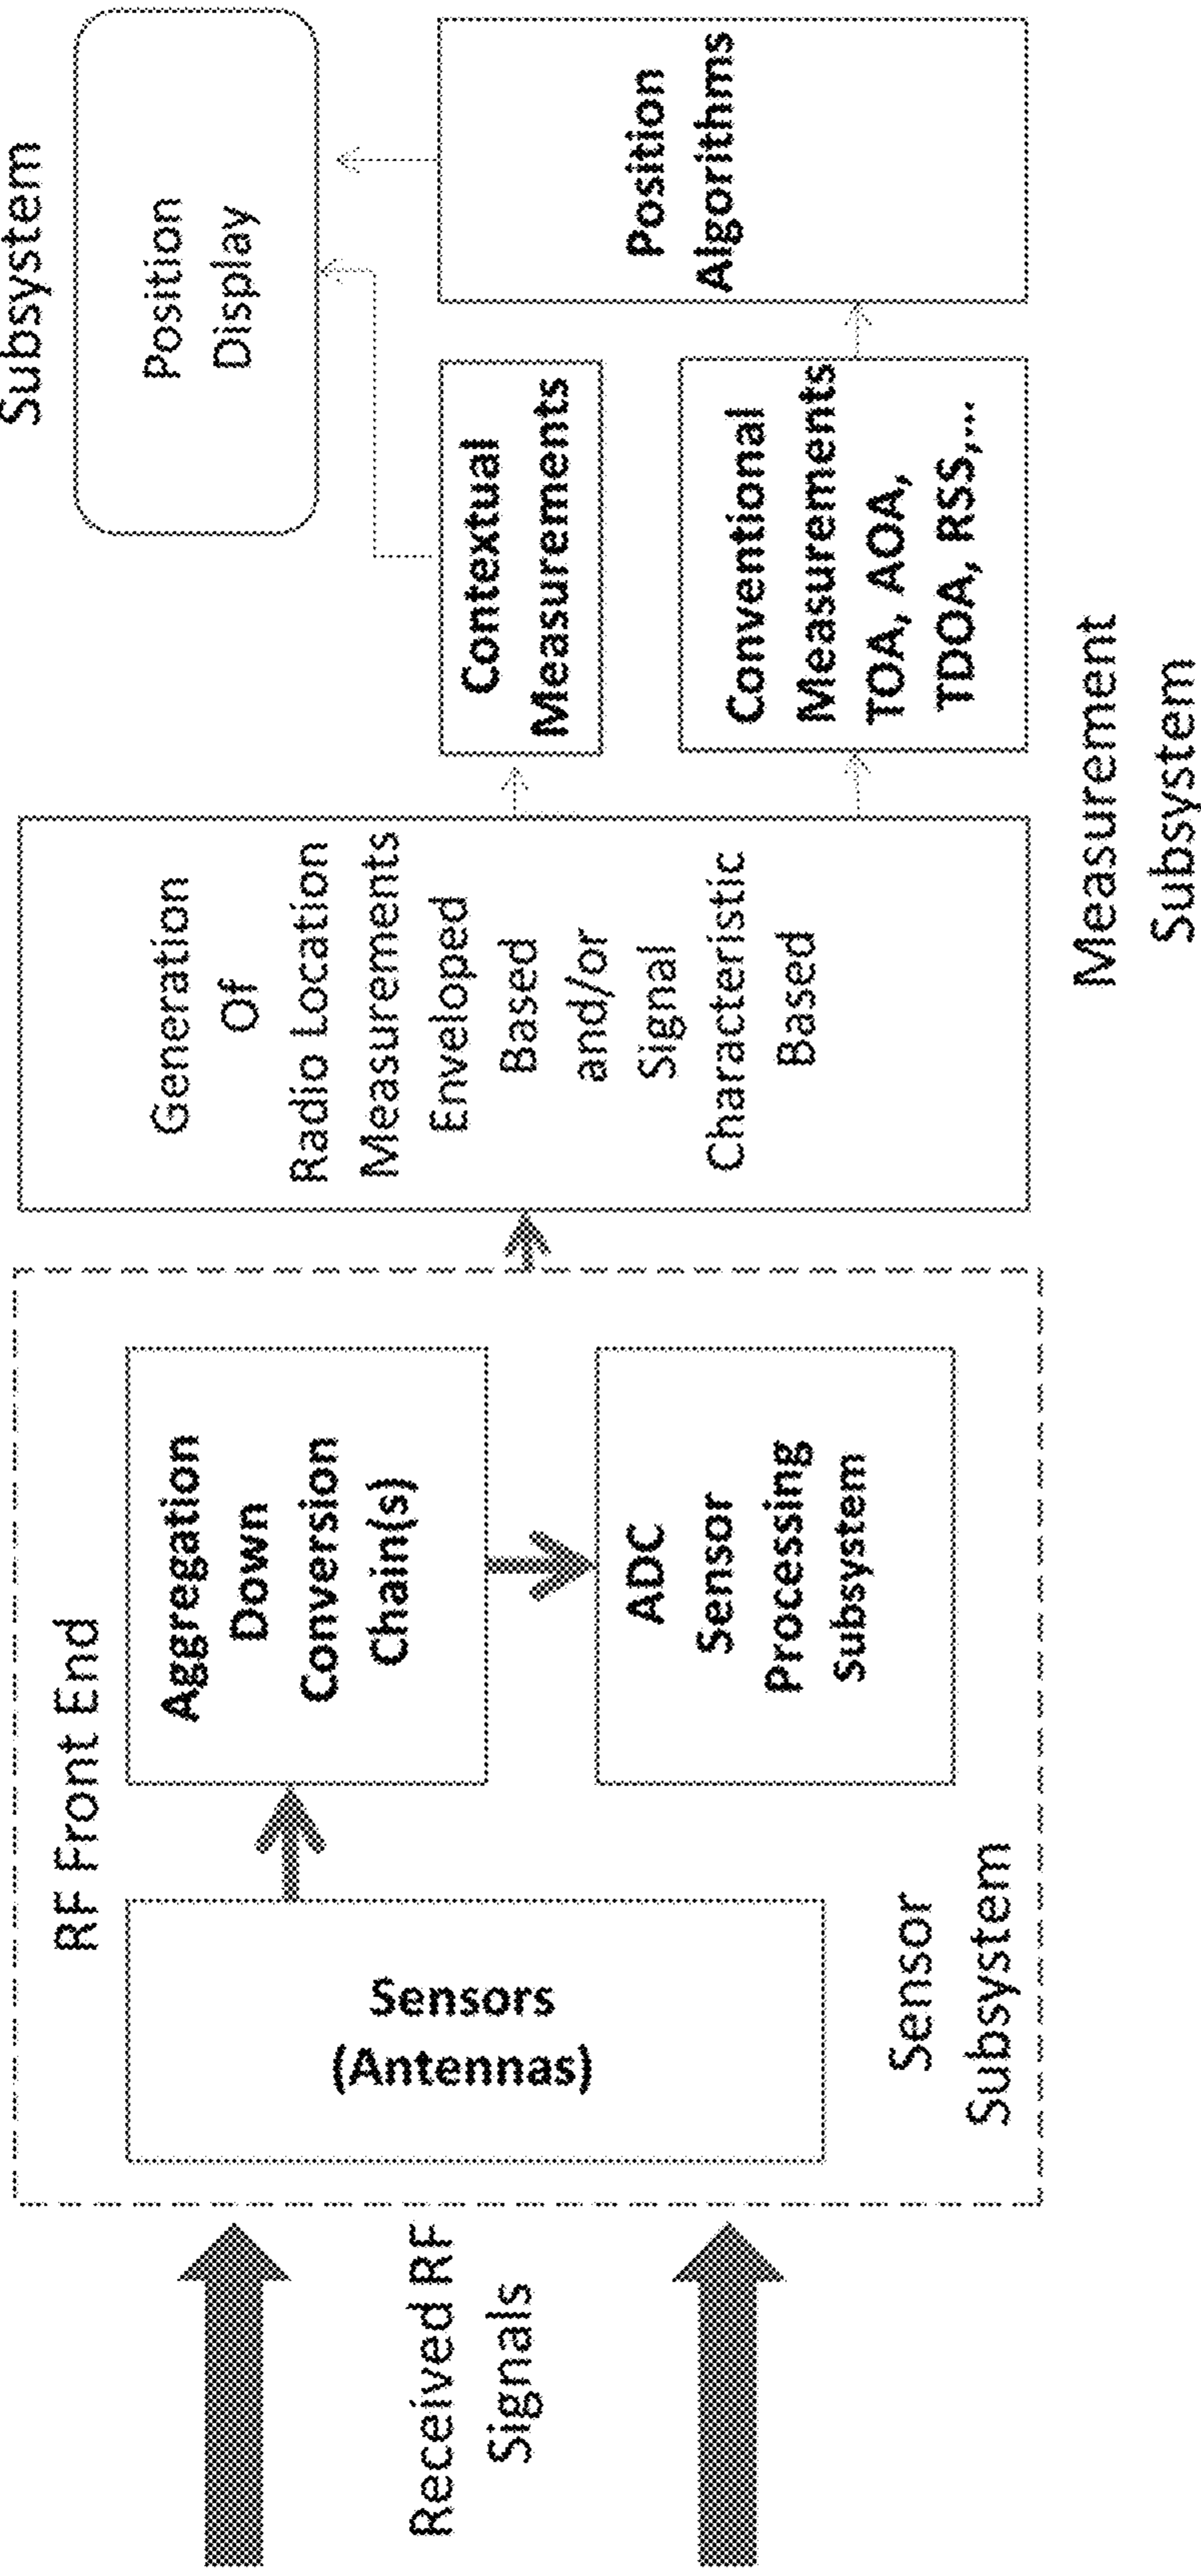 Received RF
Signals
RF Front End
Sensors
(Antennas)
Aggregation
Down
Conversion
Chain(s)
ADC
Sensor
Processing
Subsystem
Sensor
Subsystem
Generation
Of
Radio Location
Measurements
Enveloped
Based
and/or
Signal
Characteristic
Based
Contextual
Measurements
Conventional
Measurements
TOA, AOA,
TDOA, RSS,...
Measurement
Subsystem
Subsystem
Position
Display
Position
Algorithms